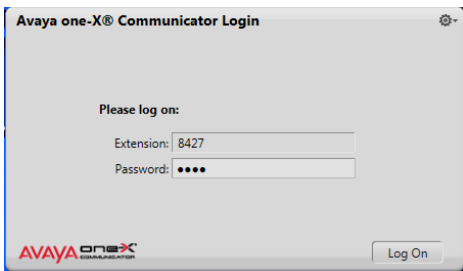 Avaya one-X® Communicator Login
Please log on:
Extension: 8427
Password: ●●●●
AVAYA one-X COMMUNICATOR
Log On